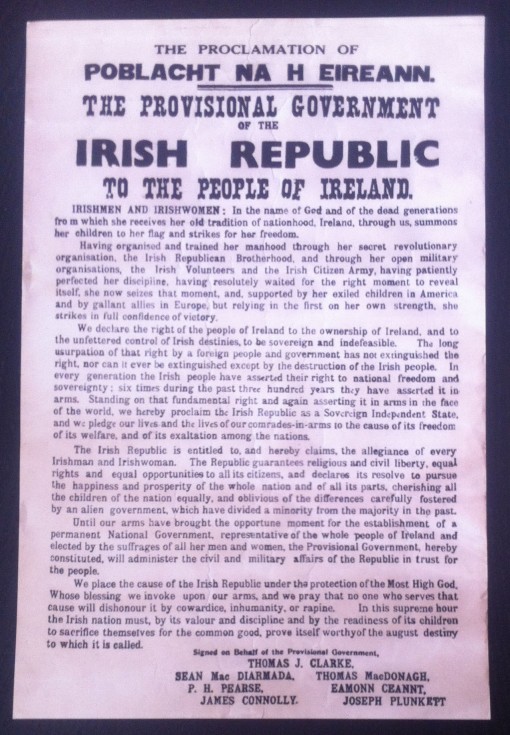 THE PROCLAMATION OF
POBLACHT NA H EIREANN.
THE PROVISIONAL GOVERNMENT
OF THE
IRISH REPUBLIC
TO THE PEOPLE OF IRELAND.
IRISHMEN AND IRISHWOMEN: In the name of God and of the dead generations
from which she receives her old tradition of nationhood, Ireland, through us, summons
her children to her flag and strikes for her freedom.
Having organised and trained her manhood through her secret revolutionary
organisation, the Irish Republican Brotherhood, and through her open military
organisations, the Irish Volunteers and the Irish Citizen Army, having patiently
perfected her discipline, having resolutely waited for the right moment to reveal
itself, she now seizes that moment, and, supported by her exiled children in America
and by gallant allies in Europe, but relying in the first on her own strength, she
strikes in full confidence of victory.
We declare the right of the people of Ireland to the ownership of Ireland, and to
the unfettered control of Irish destinies, to be sovereign and indefeasible. The long
usurpation of that right by a foreign people and government has not extinguished the
right, nor can it ever be extinguished except by the destruction of the Irish people. In
every generation the Irish people have asserted their right to national freedom and
sovereignty; six times during the past three hundred years they have asserted it in
arms. Standing on that fundamental right and again asserting it in arms in the face
of the world, we hereby proclaim the Irish Republic as a Sovereign Independent State,
and we pledge our lives and the lives of our comrades-in-arms to the cause of its freedom
of its welfare, and of its exaltation among the nations.
The Irish Republic is entitled to, and hereby claims, the allegiance of every
Irishman and Irishwoman. The Republic guarantees religious and civil liberty, equal
rights and equal opportunities to all its citizens, and declares its resolve to pursue
the happiness and prosperity of the whole nation and of all its parts, cherishing all
the children of the nation equally, and oblivious of the differences carefully fostered
by an alien government, which have divided a minority from the majority in the past.
Until our arms have brought the opportune moment for the establishment of a
permanent National Government, representative of the whole people of Ireland and
elected by the suffrages of all her men and women, the Provisional Government, hereby
constituted, will administer the civil and military affairs of the Republic in trust for
the people.
We place the cause of the Irish Republic under the protection of the Most High God,
Whose blessing we invoke upon our arms, and we pray that no one who serves that
cause will dishonour it by cowardice, inhumanity, or rapine. In this supreme hour
the Irish nation must, by its valour and discipline and by the readiness of its children
to sacrifice themselves for the common good, prove itself worthy of the august destiny
to which it is called.
Signed on Behalf of the Provisional Government,
THOMAS J. CLARKE,
SEAN Mac DIARMADA, THOMAS MacDONAGH,
P. H. PEARSE, EAMONN CEANNT,
JAMES CONNOLLY. JOSEPH PLUNKETT